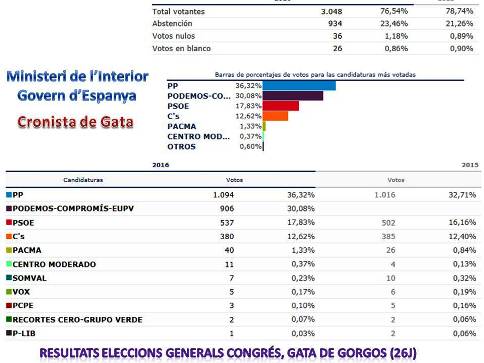 Total votantes 3.048 76,54% 78,74%
Abstención 934 23,46% 21,26%
Votos nulos 36 1,18% 0,89%
Votos en blanco 26 0,86% 0,90%
Ministeri de l'Interior
Govern d'Espanya
Cronista de Gata
Barras de porcentajes de votos para las candidaturas más votadas
PP 36,32%
PODEMOS-CO... 30,08%
PSOE 17,83%
C's 12,62%
PACMA 1,33%
CENTRO MOD... 0,37%
OTROS 0,60%
2016 2015
Candidaturas Votos Votos
PP 1.094 36,32% 1.016 32,71%
PODEMOS-COMPROMÍS-EUPV 906 30,08%
PSOE 537 17,83% 502 16,16%
C's 380 12,62% 385 12,40%
PACMA 40 1,33% 26 0,84%
CENTRO MODERADO 11 0,37% 4 0,13%
SOMVAL 7 0,23% 10 0,32%
VOX 5 0,17% 6 0,19%
PCPE 3 0,10% 5 0,16%
RECORTES CERO-GRUPO VERDE 2 0,07% 2 0,06%
P-LIB 1 0,03% 2 0,06%
RESULTATS ELECCIONS GENERALS CONGRÉS, GATA DE GORGOS (26J)